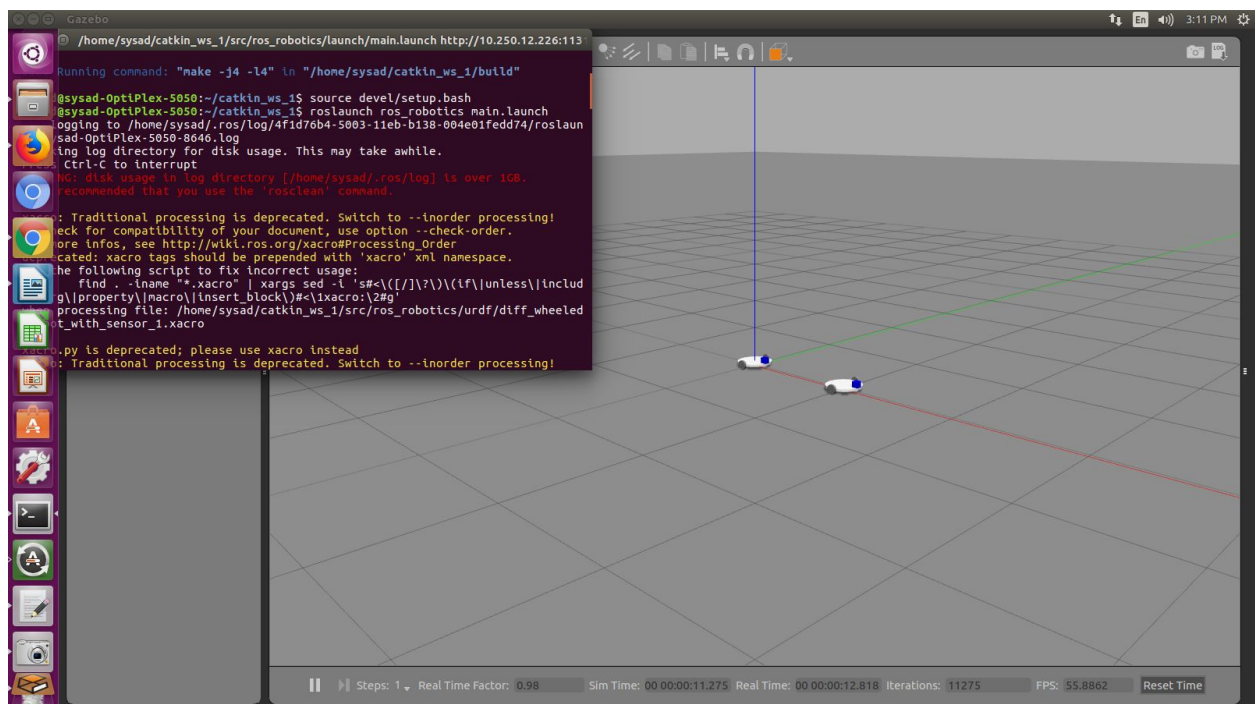 Gazebo
En
3:11 PM
/home/sysad/catkin_ws_1/src/ros_robotics/launch/main.launch http://10.250.12.226:113
Running command: "make -j4 -l4" in "/home/sysad/catkin_ws_1/build"
@sysad-OptiPlex-5050:~/catkin_ws_1$ source devel/setup.bash
@sysad-OptiPlex-5050:~/catkin_ws_1$ roslaunch ros_robotics main.launch
ogging to /home/sysad/.ros/log/4f1d76b4-5003-11eb-b138-004e01fedd74/roslaun
sad-OptiPlex-5050-8646.log
ing log directory for disk usage. This may take awhile.
Ctrl-C to interrupt
NG: disk usage in log directory [/home/sysad/.ros/log] is over 1GB.
recommended that you use the 'rosclean' command.
: Traditional processing is deprecated. Switch to --inorder processing!
eck for compatibility of your document, use option --check-order.
ore infos, see http://wiki.ros.org/xacro#Processing_Order
cated: xacro tags should be prepended with 'xacro' xml namespace.
he following script to fix incorrect usage:
find . -iname "*.xacro" | xargs sed -i 's#<\([/]\?\)\(if\|unless\|includ
g\|property\|macro\|insert_block\)#<\1xacro:\2#g'
processing file: /home/sysad/catkin_ws_1/src/ros_robotics/urdf/diff_wheeled
t_with_sensor_1.xacro
.py is deprecated; please use xacro instead
: Traditional processing is deprecated. Switch to --inorder processing!
LOG
Steps: 1 Real Time Factor: 0.98 Sim Time: 00 00:00:11.275 Real Time: 00 00:00:12.818 Iterations: 11275 FPS: 55.8862 Reset Time